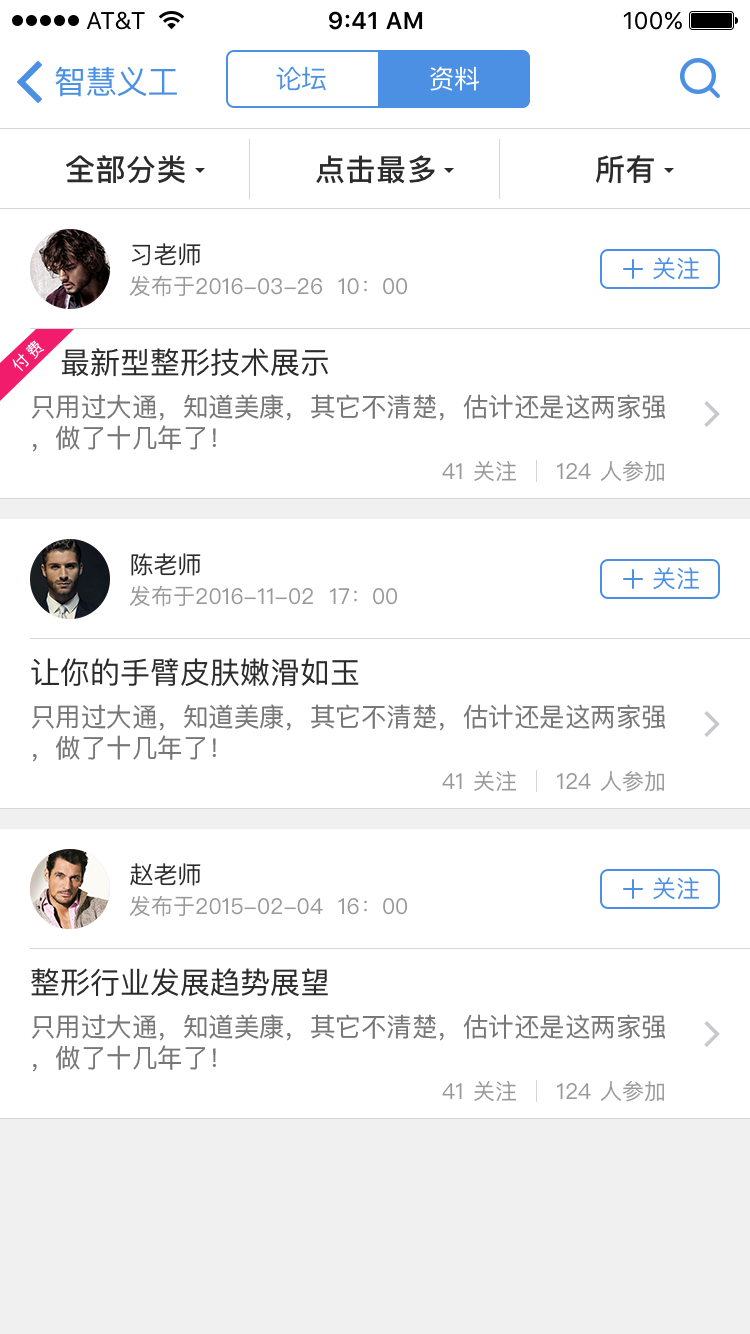 AT&T 9:41 AM 100%
智慧义工 论坛 资料
全部分类 点击最多 所有
习老师
发布于2016-03-26 10：00
+ 关注
付费
最新型整形技术展示
只用过大通，知道美康，其它不清楚，估计还是这两家强
，做了十几年了！
41 关注 124 人参加
陈老师
发布于2016-11-02 17：00
+ 关注
让你的手臂皮肤嫩滑如玉
只用过大通，知道美康，其它不清楚，估计还是这两家强
，做了十几年了！
41 关注 124 人参加
赵老师
发布于2015-02-04 16：00
+ 关注
整形行业发展趋势展望
只用过大通，知道美康，其它不清楚，估计还是这两家强
，做了十几年了！
41 关注 124 人参加